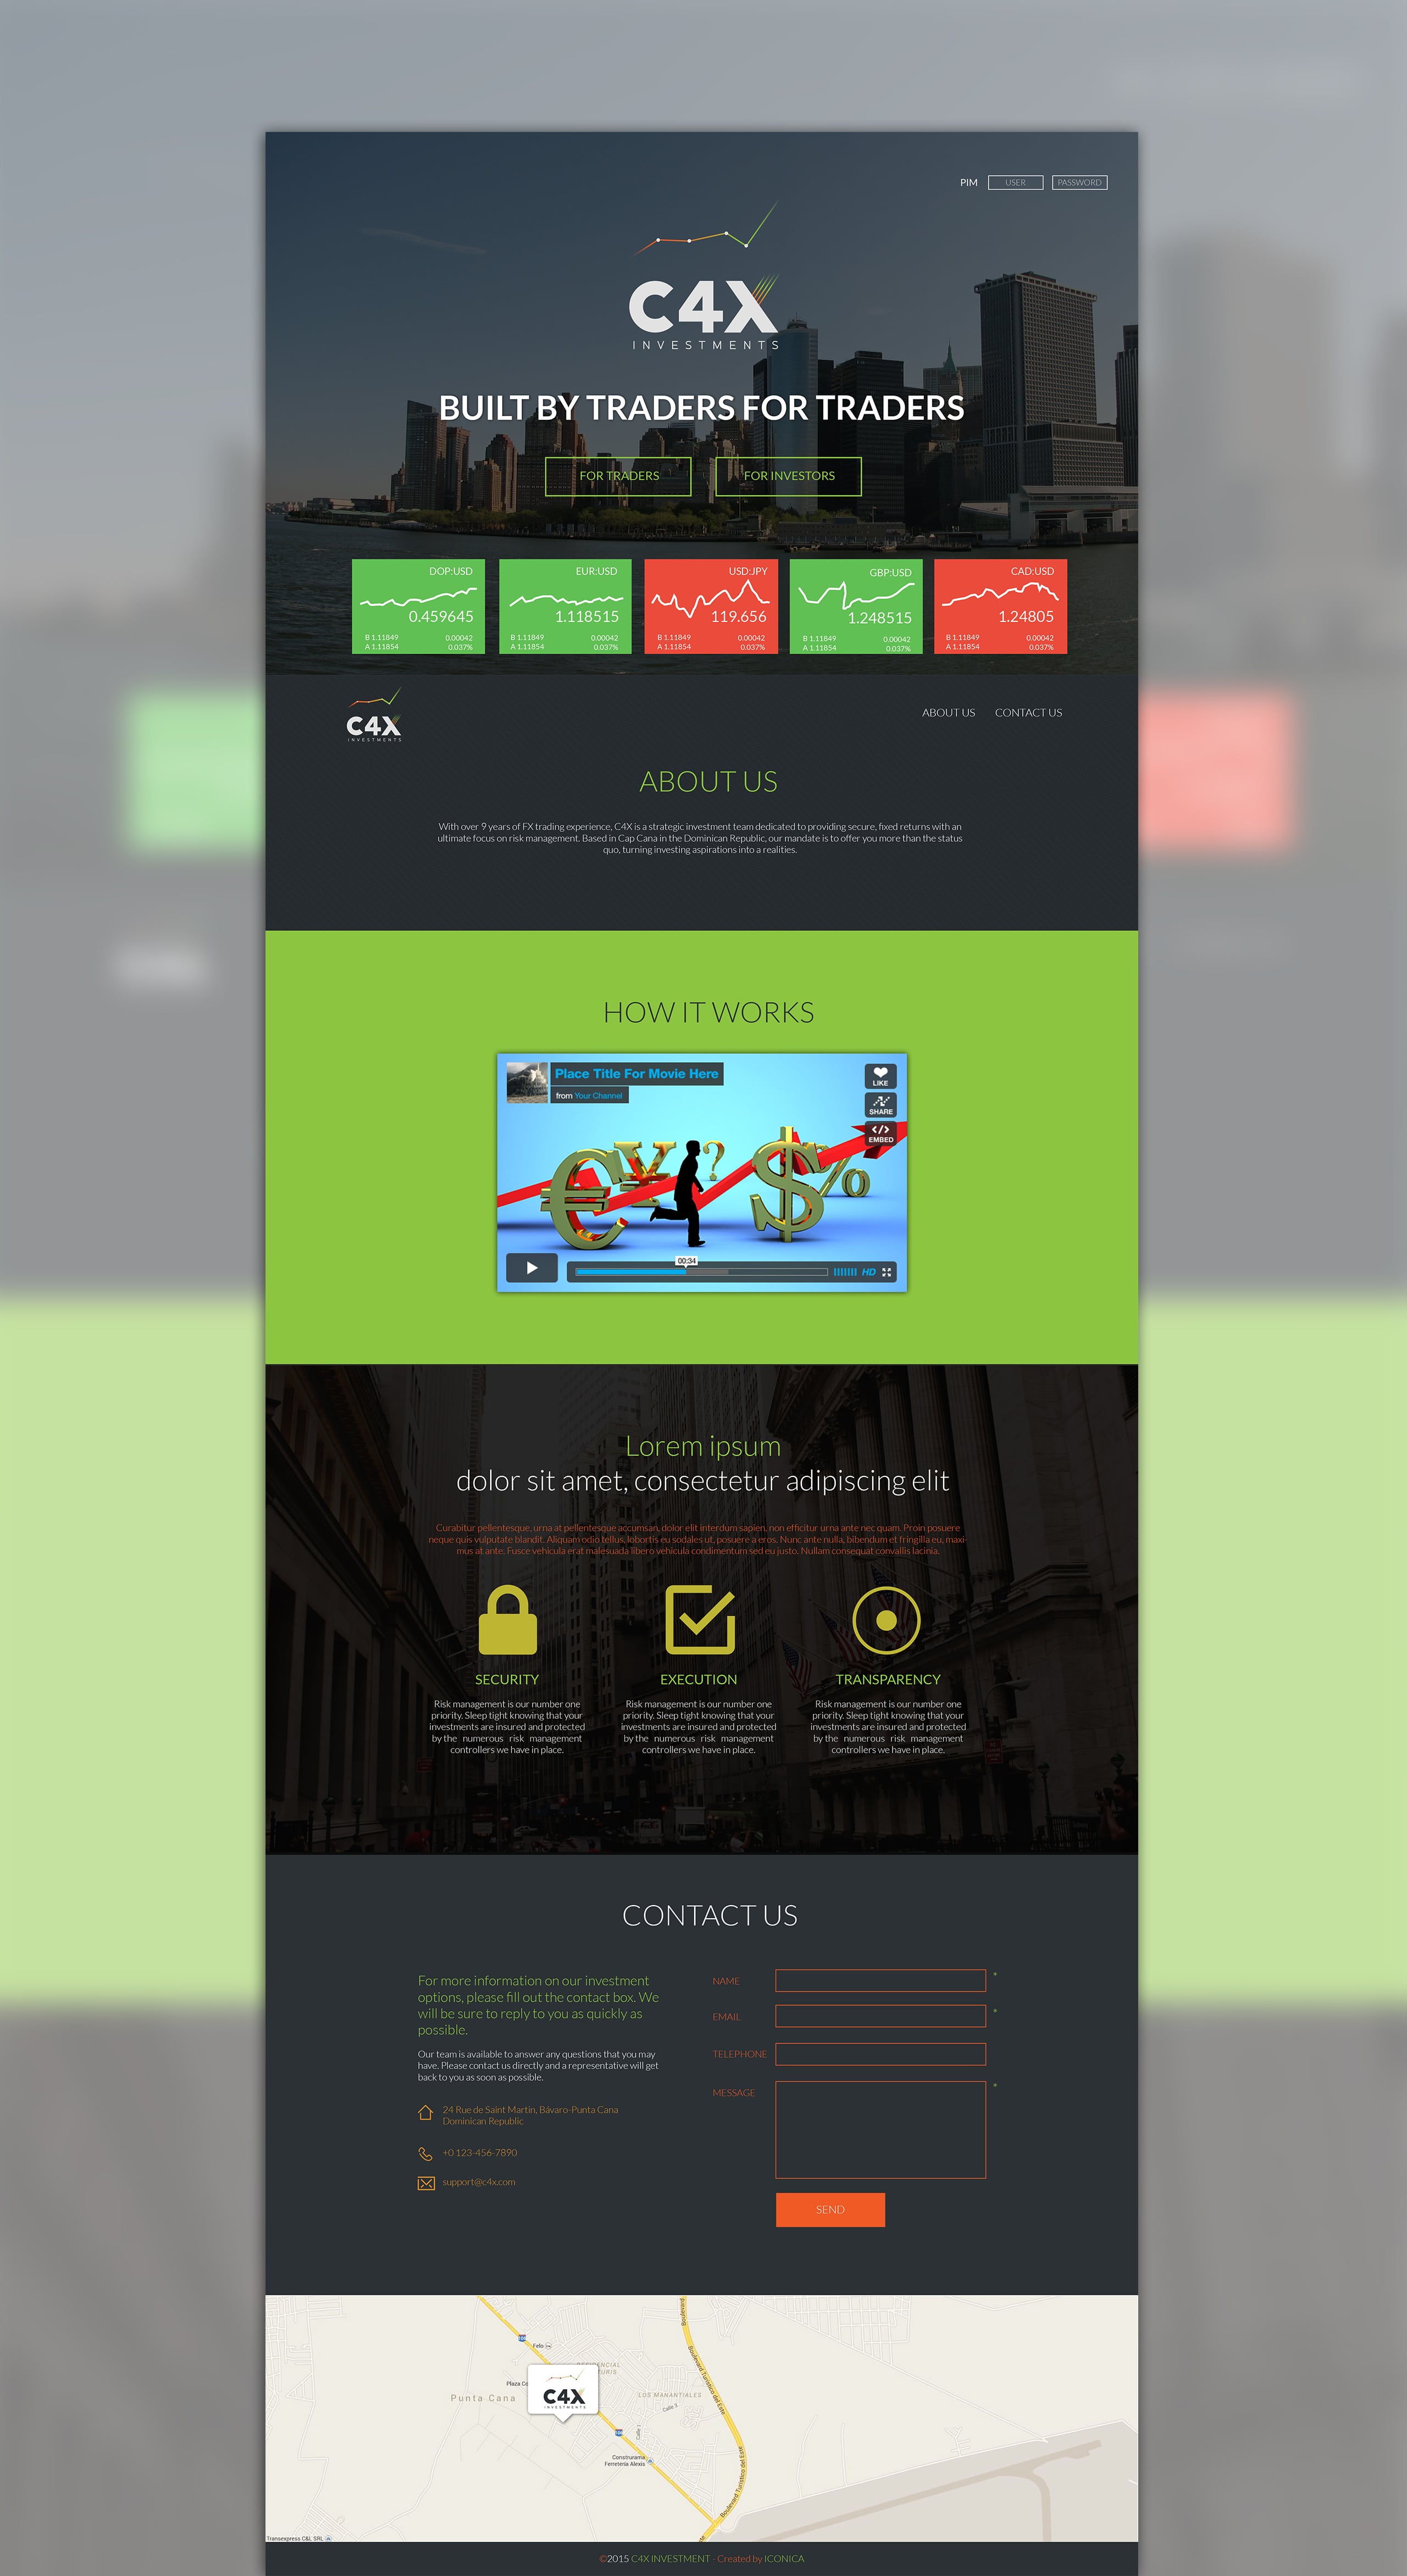 PIM USER PASSWORD
C4X
INVESTMENTS
BUILT BY TRADERS FOR TRADERS
FOR TRADERS FOR INVESTORS
DOP:USD
0.459645
B 1.11849 0.00042
A 1.11854 0.037%
EUR:USD
1.118515
B 1.11849 0.00042
A 1.11854 0.037%
USD:JPY
119.656
B 1.11849 0.00042
A 1.11854 0.037%
GBP:USD
1.248515
B 1.11849 0.00042
A 1.11854 0.037%
CAD:USD
1.24805
B 1.11849 0.00042
A 1.11854 0.037%
C4X
INVESTMENTS
ABOUT US CONTACT US
ABOUT US
With over 9 years of FX trading experience, C4X is a strategic investment team dedicated to providing secure, fixed returns with an
ultimate focus on risk management. Based in Cap Cana in the Dominican Republic, our mandate is to offer you more than the status
quo, turning investing aspirations into a realities.
HOW IT WORKS
Place Title For Movie Here
from Your Channel
LIKE
SHARE
EMBED
00:34
HD
Lorem ipsum
dolor sit amet, consectetur adipiscing elit
Curabitur pellentesque, urna at pellentesque accumsan, dolor elit interdum sapien, non efficitur urna ante nec quam. Proin posuere
neque quis vulputate blandit. Aliquam odio tellus, lobortis eu sodales ut, posuere a eros. Nunc ante nulla, bibendum et fringilla eu, maxi-
mus at ante. Fusce vehicula erat malesuada libero vehicula condimentum sed eu justo. Nullam consequat convallis lacinia.
SECURITY
Risk management is our number one
priority. Sleep tight knowing that your
investments are insured and protected
by the numerous risk management
controllers we have in place.
EXECUTION
Risk management is our number one
priority. Sleep tight knowing that your
investments are insured and protected
by the numerous risk management
controllers we have in place.
TRANSPARENCY
Risk management is our number one
priority. Sleep tight knowing that your
investments are insured and protected
by the numerous risk management
controllers we have in place.
CONTACT US
For more information on our investment
options, please fill out the contact box. We
will be sure to reply to you as quickly as
possible.
Our team is available to answer any questions that you may
have. Please contact us directly and a representative will get
back to you as soon as possible.
24 Rue de Saint Martin, Bávaro-Punta Cana
Dominican Republic
+0 123-456-7890
support@c4x.com
NAME *
EMAIL *
TELEPHONE
MESSAGE *
SEND
Boulevard
Felo
Plaza Co
Punta Cana
C4X
INVESTMENTS
LOS MANANTIALES
Calle 3
Calle 1
Boulevard Turístico del Este
Construrama
Ferretería Alexis
Boulevard Turístico del Este
Transexpress C&L SRL
©2015 C4X INVESTMENT - Created by ICONICA